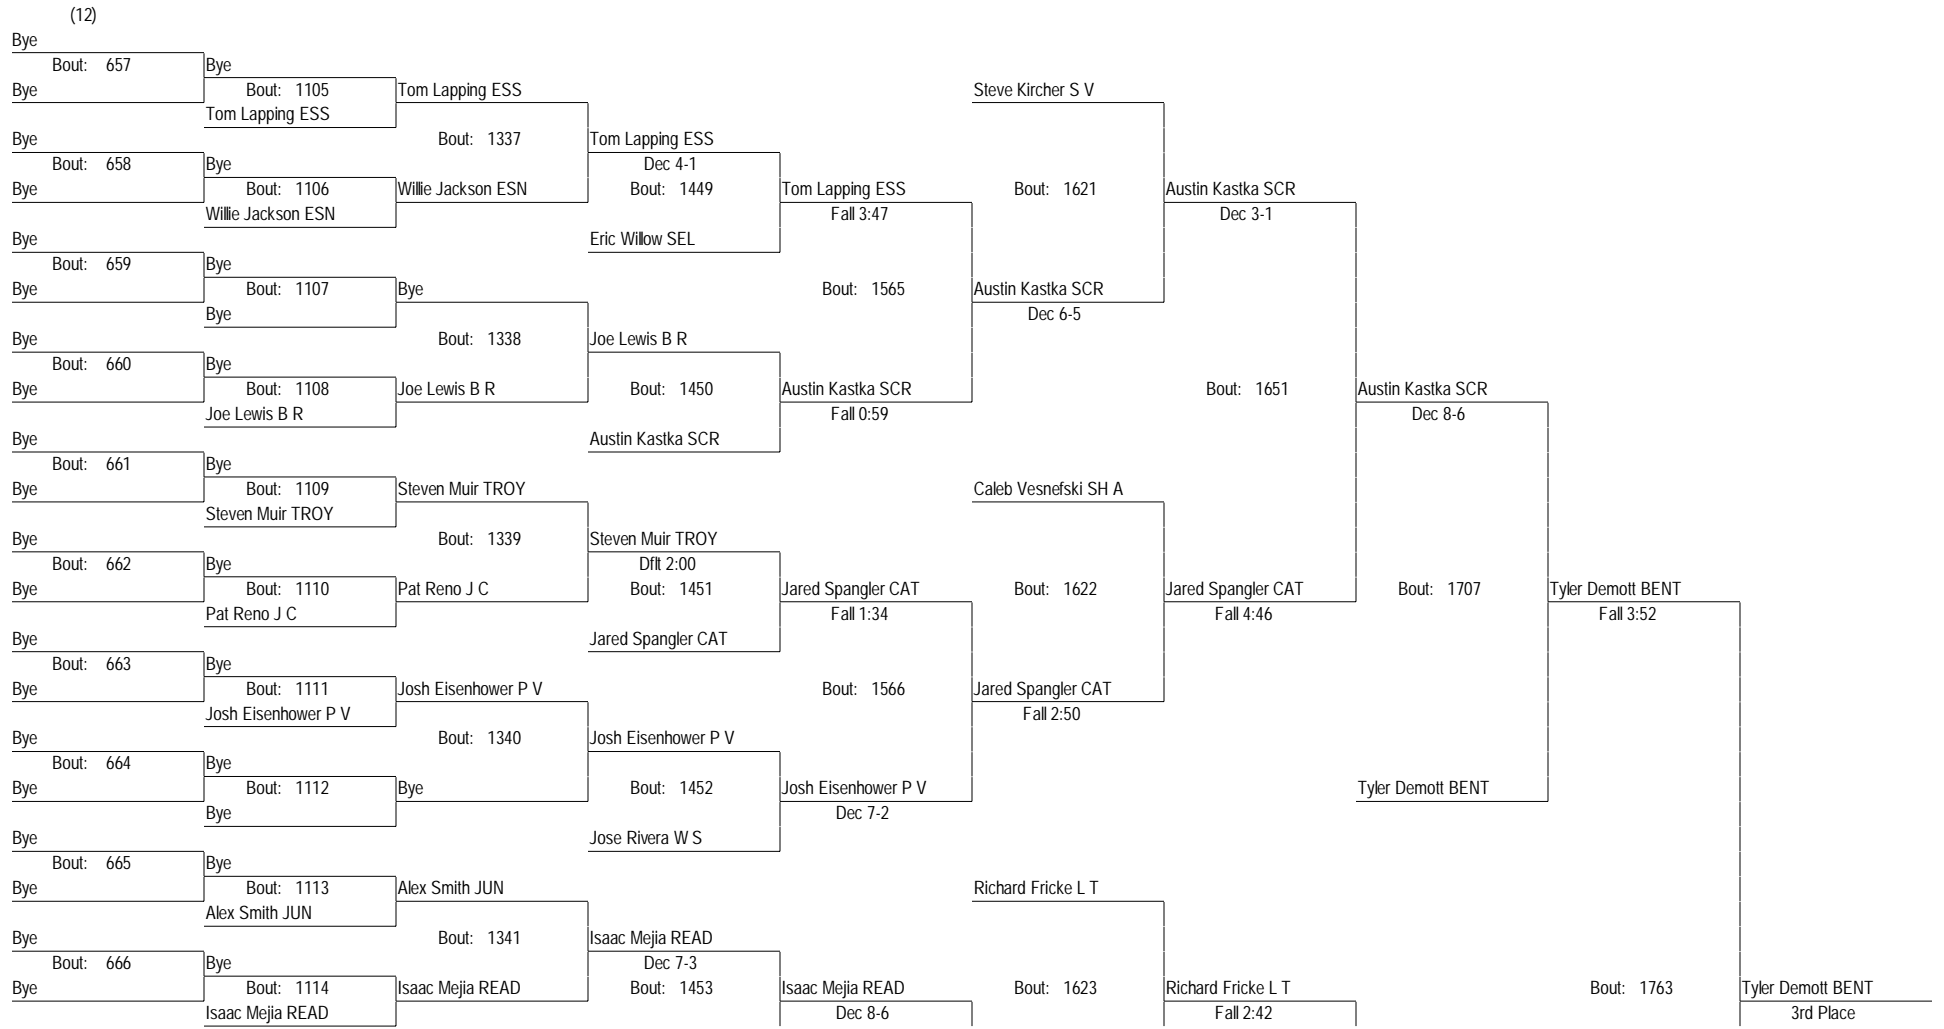 (12)
Bye
Bout: 657 Bye
Bye Bout: 1105 Tom Lapping ESS Steve Kircher S V
Tom Lapping ESS
Bye Bout: 1337 Tom Lapping ESS
Bout: 658 Bye Dec 4-1
Bye Bout: 1106 Willie Jackson ESN Bout: 1449 Tom Lapping ESS Bout: 1621 Austin Kastka SCR
Willie Jackson ESN Fall 3:47 Dec 3-1
Bye Eric Willow SEL
Bout: 659 Bye
Bye Bout: 1107 Bye Bout: 1565 Austin Kastka SCR
Bye Dec 6-5
Bye Bout: 1338 Joe Lewis B R
Bout: 660 Bye
Bye Bout: 1108 Joe Lewis B R Bout: 1450 Austin Kastka SCR Bout: 1651 Austin Kastka SCR
Joe Lewis B R Fall 0:59 Dec 8-6
Bye Austin Kastka SCR
Bout: 661 Bye
Bye Bout: 1109 Steven Muir TROY Caleb Vesnefski SH A
Steven Muir TROY
Bye Bout: 1339 Steven Muir TROY
Bout: 662 Bye Dflt 2:00
Bye Bout: 1110 Pat Reno J C Bout: 1451 Jared Spangler CAT Bout: 1622 Jared Spangler CAT Bout: 1707 Tyler Demott BENT
Pat Reno J C Fall 1:34 Fall 4:46 Fall 3:52
Bye Jared Spangler CAT
Bout: 663 Bye
Bye Bout: 1111 Josh Eisenhower P V Bout: 1566 Jared Spangler CAT
Josh Eisenhower P V Fall 2:50
Bye Bout: 1340 Josh Eisenhower P V
Bout: 664 Bye
Bye Bout: 1112 Bye Bout: 1452 Josh Eisenhower P V Tyler Demott BENT
Bye Dec 7-2
Bye Jose Rivera W S
Bout: 665 Bye
Bye Bout: 1113 Alex Smith JUN Richard Fricke L T
Alex Smith JUN
Bye Bout: 1341 Isaac Mejia READ
Bout: 666 Bye Dec 7-3
Bye Bout: 1114 Isaac Mejia READ Bout: 1453 Isaac Mejia READ Bout: 1623 Richard Fricke L T Bout: 1763 Tyler Demott BENT
Isaac Mejia READ Dec 8-6 Fall 2:42 3rd Place